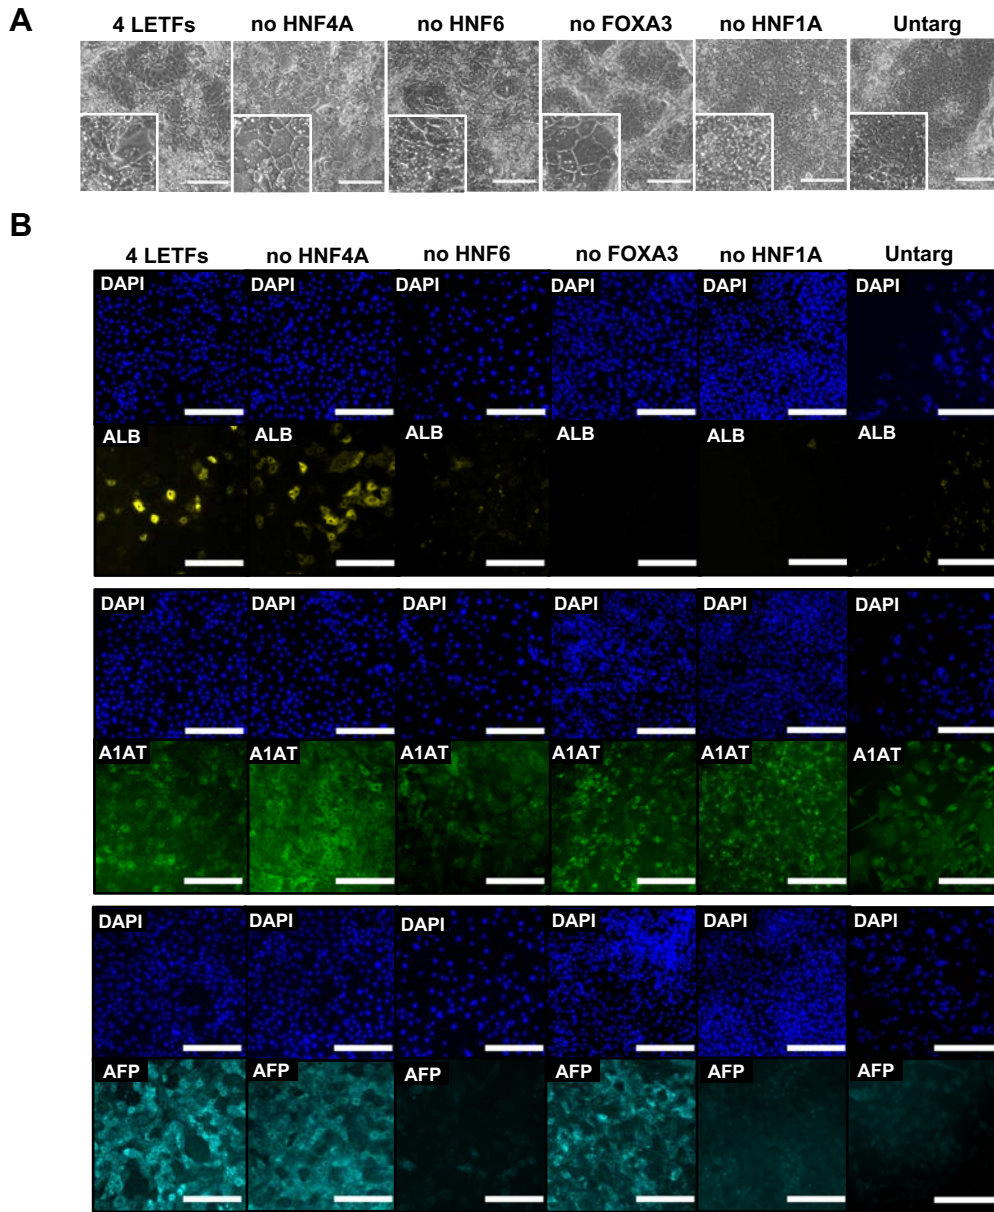 A
4 LETFs no HNF4A no HNF6 no FOXA3 no HNF1A Untarg
B
4 LETFs no HNF4A no HNF6 no FOXA3 no HNF1A Untarg
DAPI DAPI DAPI DAPI DAPI DAPI
ALB ALB ALB ALB ALB ALB
DAPI DAPI DAPI DAPI DAPI DAPI
A1AT A1AT A1AT A1AT A1AT A1AT
DAPI DAPI DAPI DAPI DAPI DAPI
AFP AFP AFP AFP AFP AFP